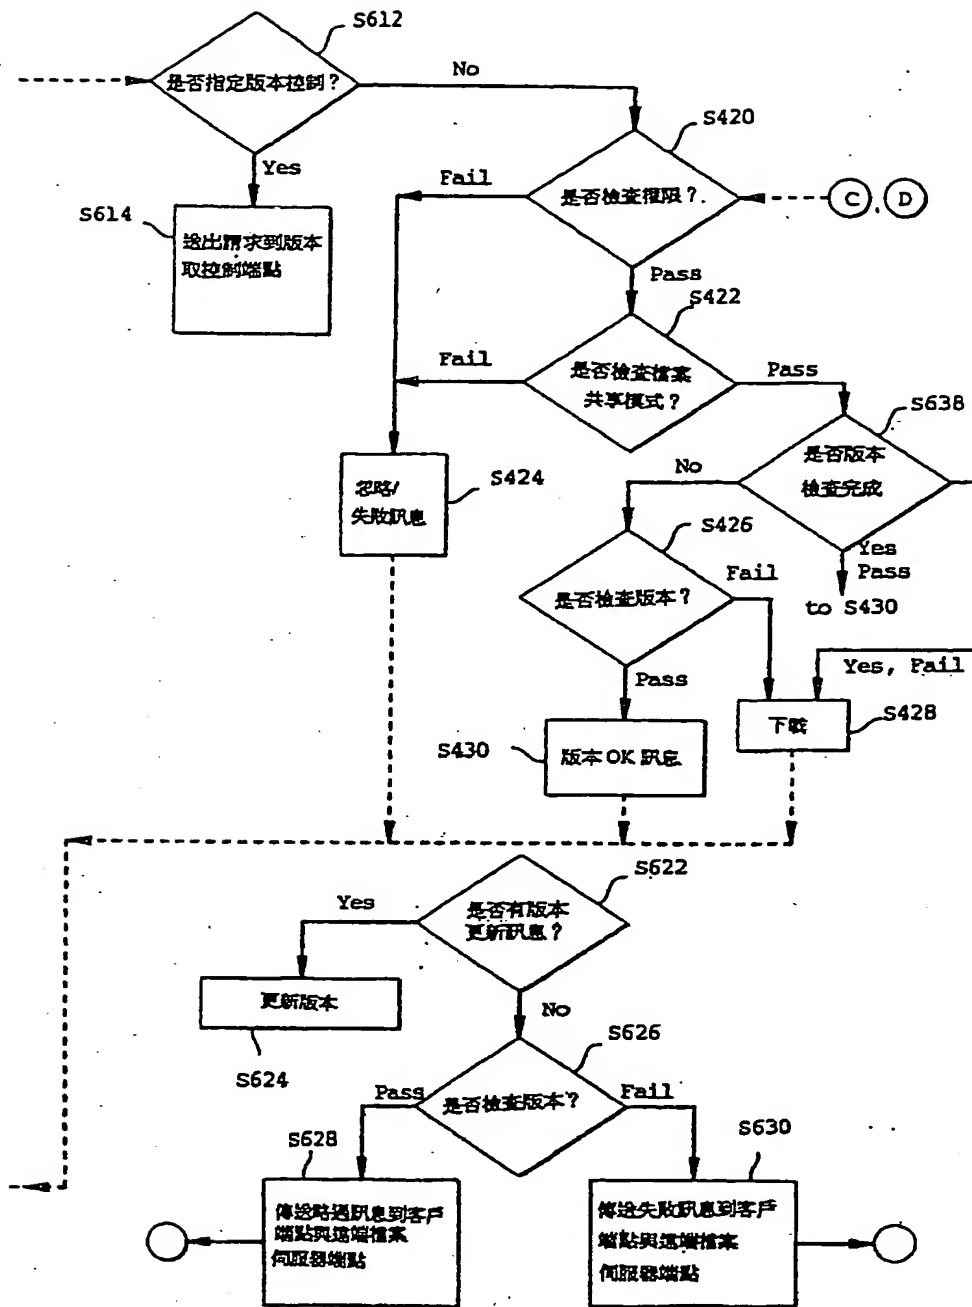 S612
是否指定版本控制？
No
Yes
S614
送出請求到版本
取控制端點
S420
是否檢查權限？
Fail
C, D
Pass
S422
是否檢查檔案
共享模式？
Fail
Pass
S638
是否版本
檢查完成
No
Yes
Pass
to S430
Yes, Fail
忽略/
失敗訊息
S424
S426
是否檢查版本？
Fail
Pass
S430
版本 OK 訊息
下載
S428
S622
是否有版本
更新訊息？
Yes
更新版本
S624
No
S626
是否檢查版本？
Pass
Fail
S628
傳送略過訊息到客戶
端點與遠端檔案
伺服器端點
S630
傳送失敗訊息到客戶
端點與遠端檔案
伺服器端點